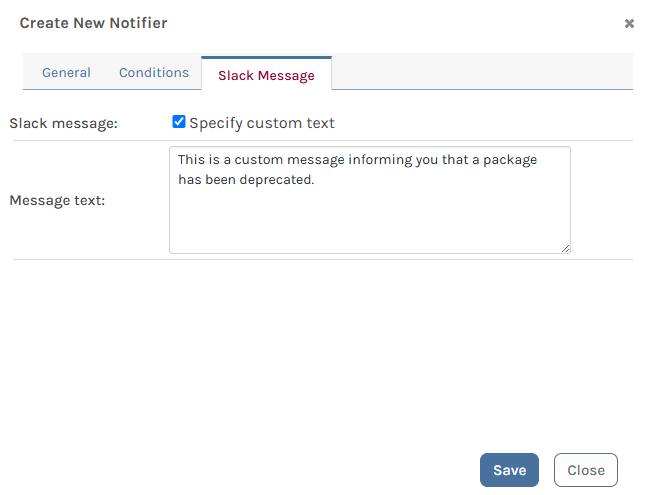 Create New Notifier
General Conditions Slack Message
Slack message: Specify custom text
This is a custom message informing you that a package
has been deprecated.
Message text:
Save Close